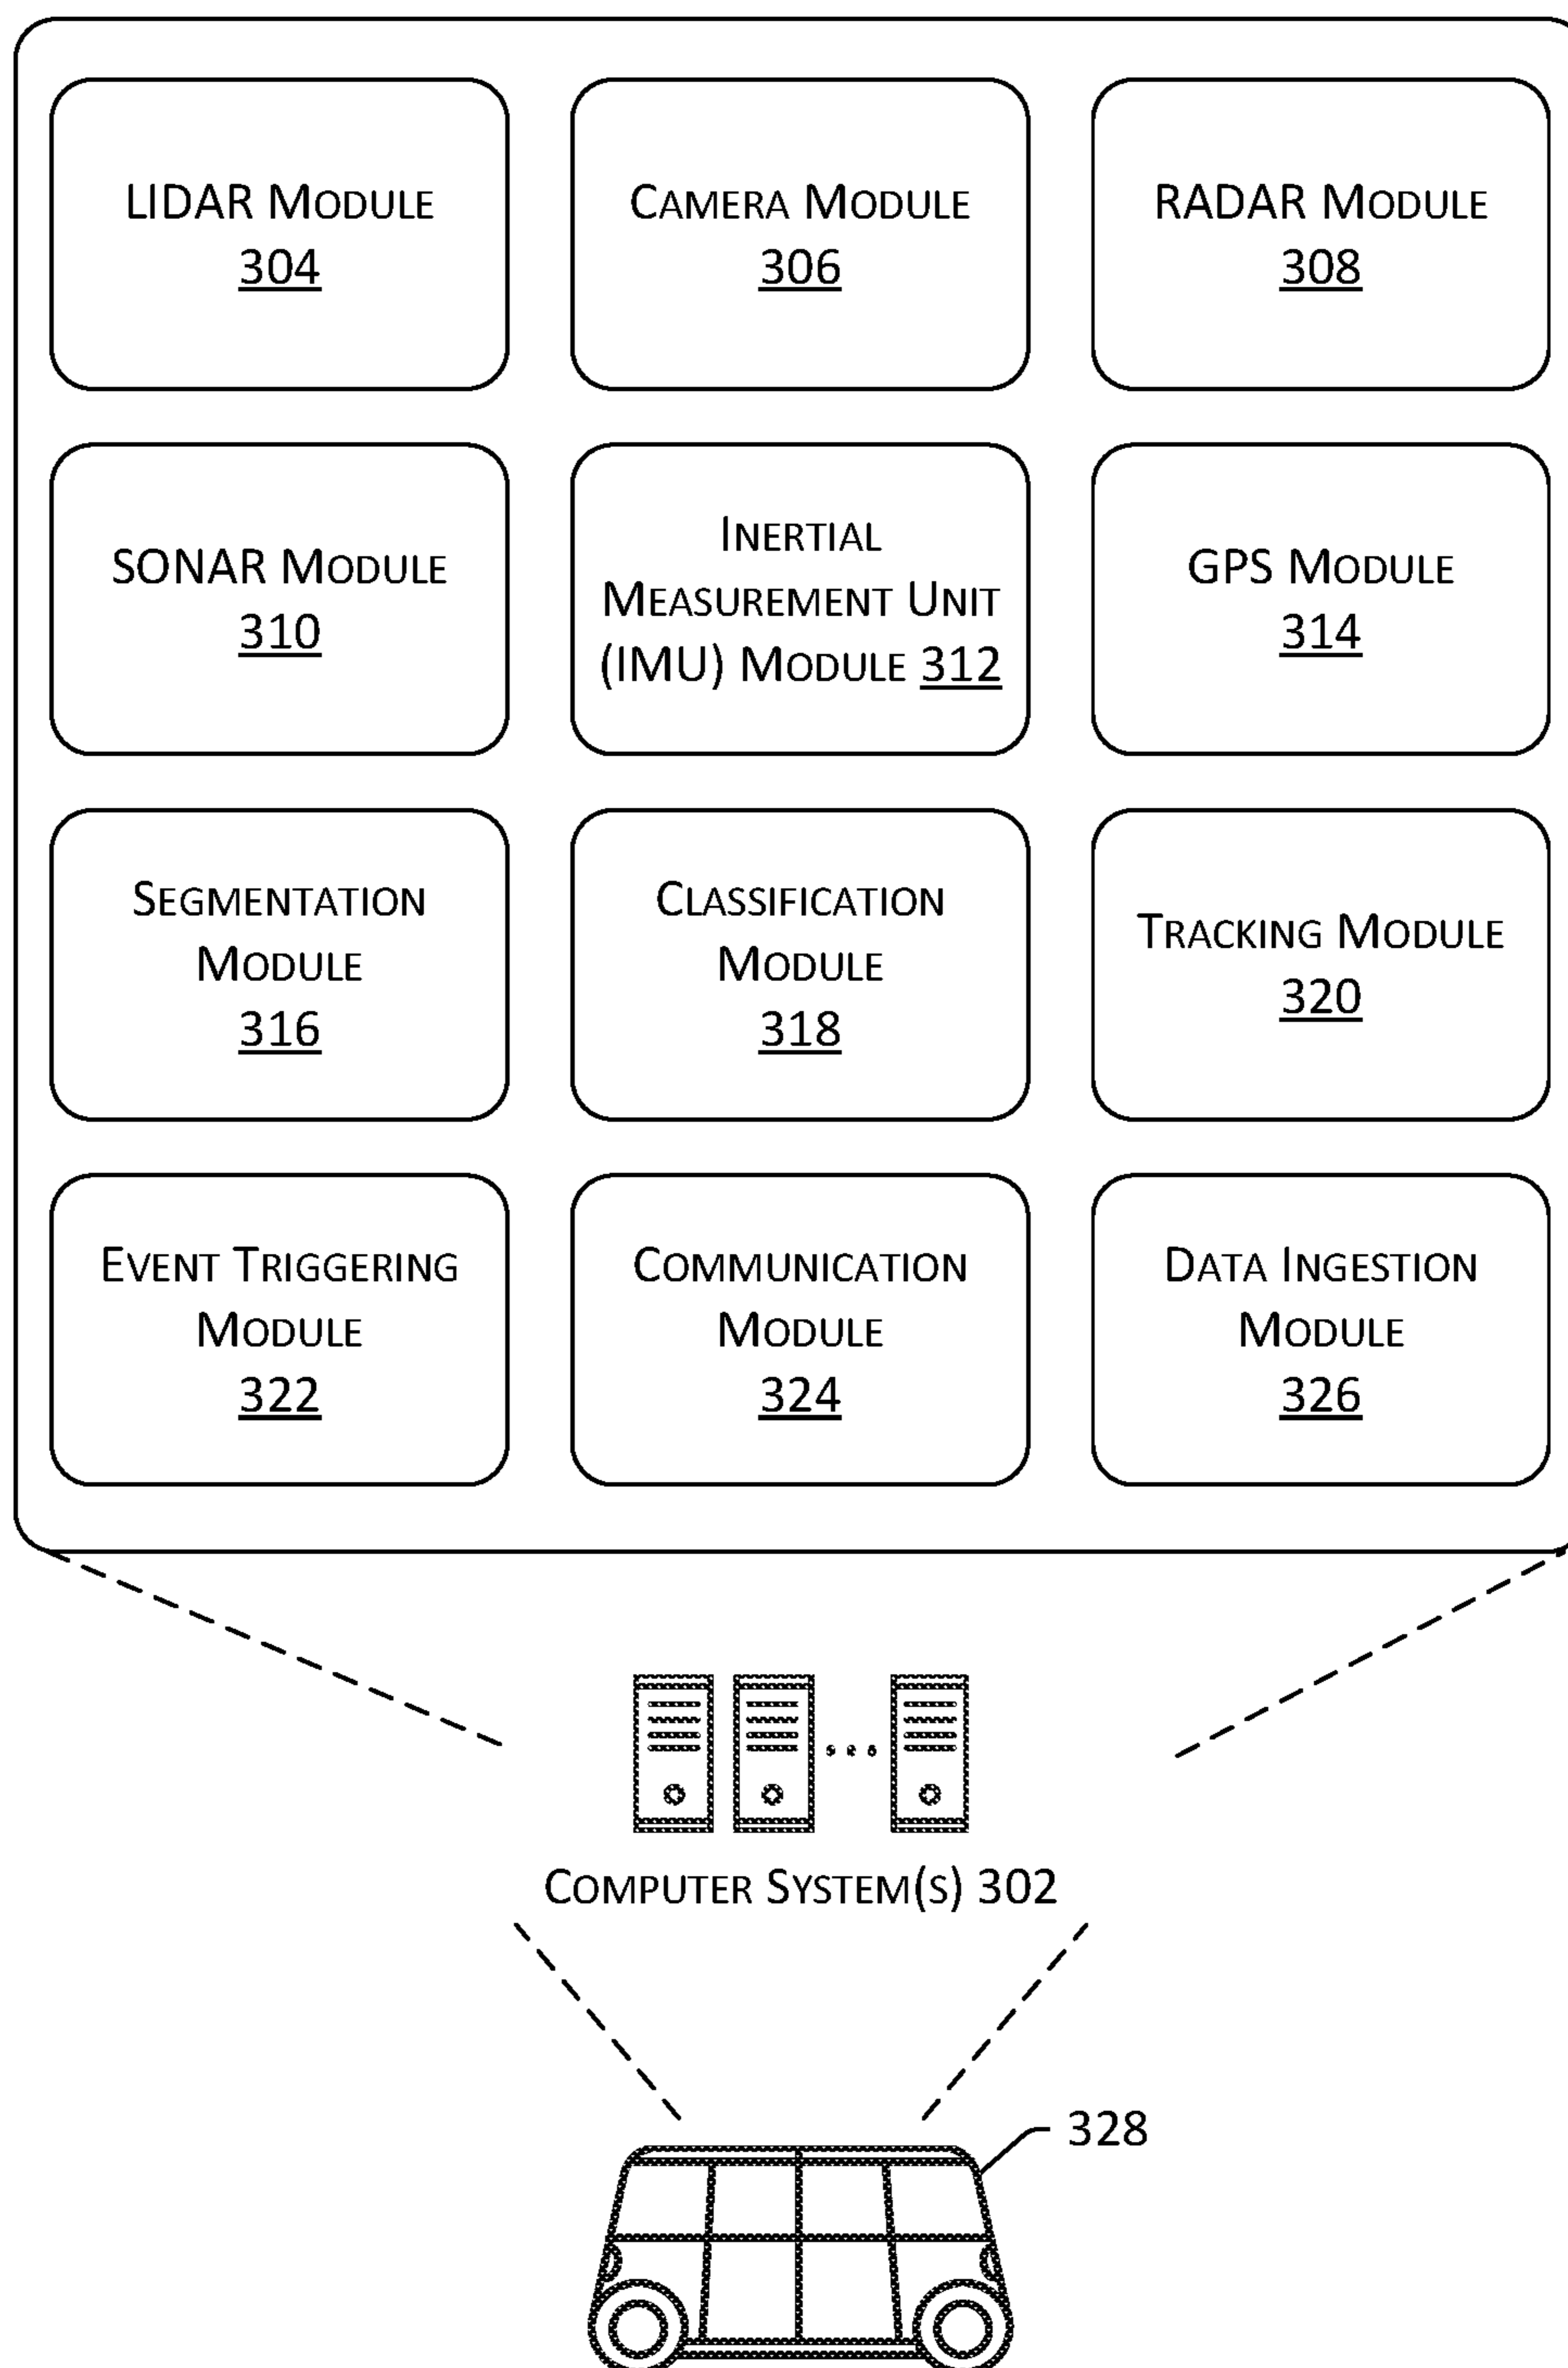 LIDAR MODULE
304
CAMERA MODULE
306
RADAR MODULE
308
SONAR MODULE
310
INERTIAL
MEASUREMENT UNIT
(IMU) MODULE 312
GPS MODULE
314
SEGMENTATION
MODULE
316
CLASSIFICATION
MODULE
318
TRACKING MODULE
320
EVENT TRIGGERING
MODULE
322
COMMUNICATION
MODULE
324
DATA INGESTION
MODULE
326
COMPUTER SYSTEM(S) 302
328